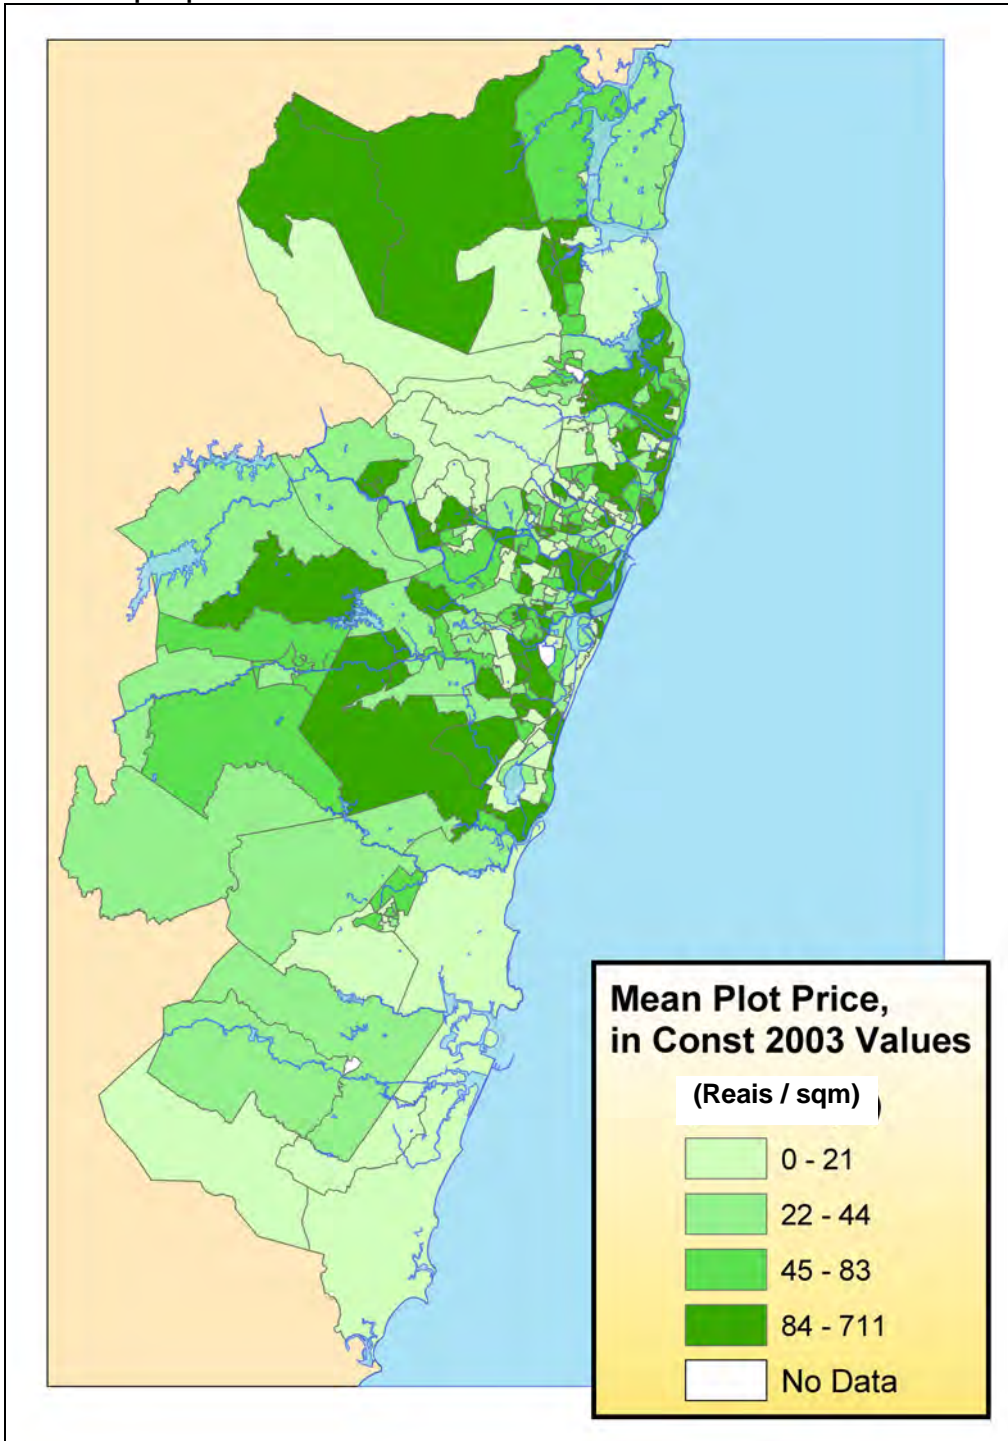 Mean Plot Price,
in Const 2003 Values
(Reais / sqm)
0 - 21
22 - 44
45 - 83
84 - 711
No Data